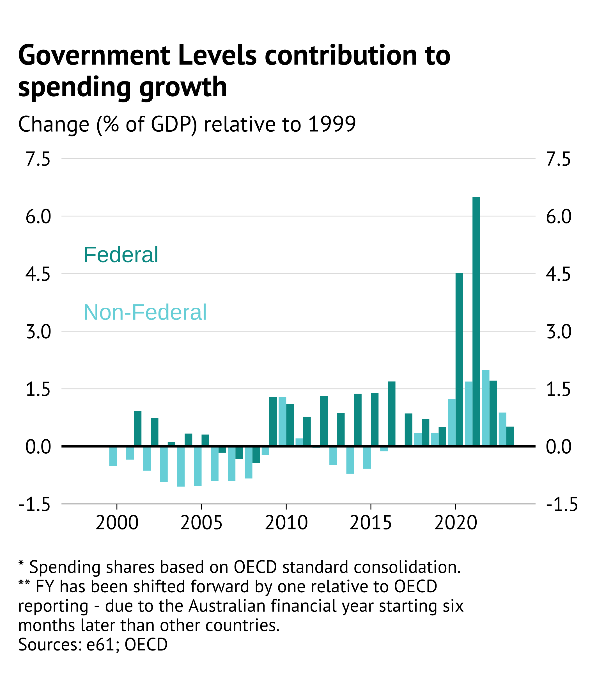 Government Levels contribution to
spending growth
Change (% of GDP) relative to 1999
7.5 7.5
6.0 6.0
Federal
4.5 4.5
Non-Federal
3.0 3.0
1.5 1.5
0.0 0.0
-1.5 -1.5
2000 2005 2010 2015 2020
* Spending shares based on OECD standard consolidation.
** FY has been shifted forward by one relative to OECD
reporting - due to the Australian financial year starting six
months later than other countries.
Sources: e61; OECD